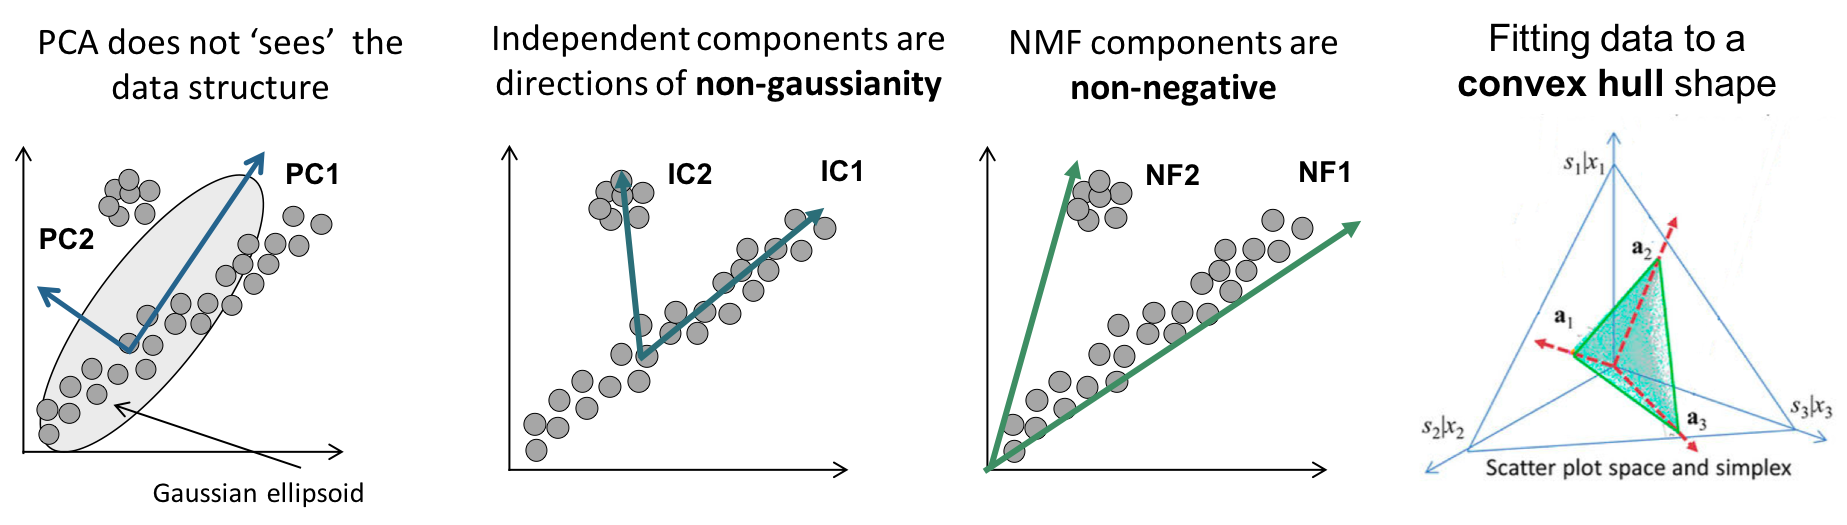 PCA does not ‘sees’ the
data structure
PC1
PC2
Gaussian ellipsoid
Independent components are
directions of non-gaussianity
IC2
IC1
NMF components are
non-negative
NF2
NF1
Fitting data to a
convex hull shape
s₁|x₁
a₂
a₁
a₃
s₃|x₃
s₂|x₂
Scatter plot space and simplex